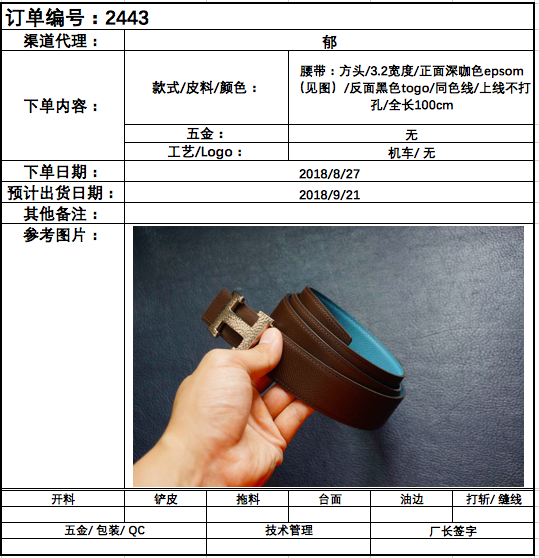 订单编号：2443
渠道代理：
郁
下单内容：
款式/皮料/颜色：
腰带：方头/3.2宽度/正面深咖色epsom
（见图）/反面黑色togo/同色线/上线不打
孔/全长100cm
五金：
无
工艺/Logo：
机车/ 无
下单日期：
2018/8/27
预计出货日期：
2018/9/21
其他备注：
参考图片：
开料
铲皮
拖料
台面
油边
打斩/ 缝线
五金/ 包装/ QC
技术管理
厂长签字